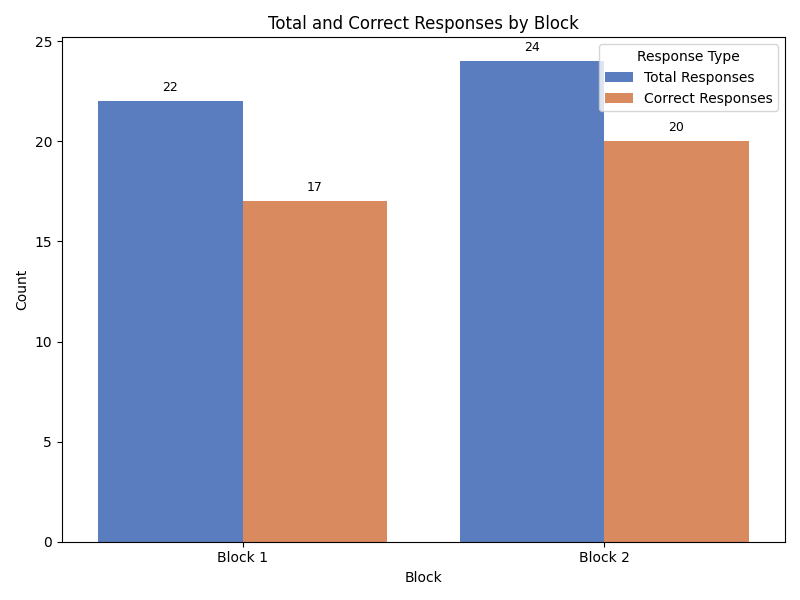 Total and Correct Responses by Block
25
20
15
10
5
0
Count
22
17
24
20
Response Type
Total Responses
Correct Responses
Block 1
Block 2
Block